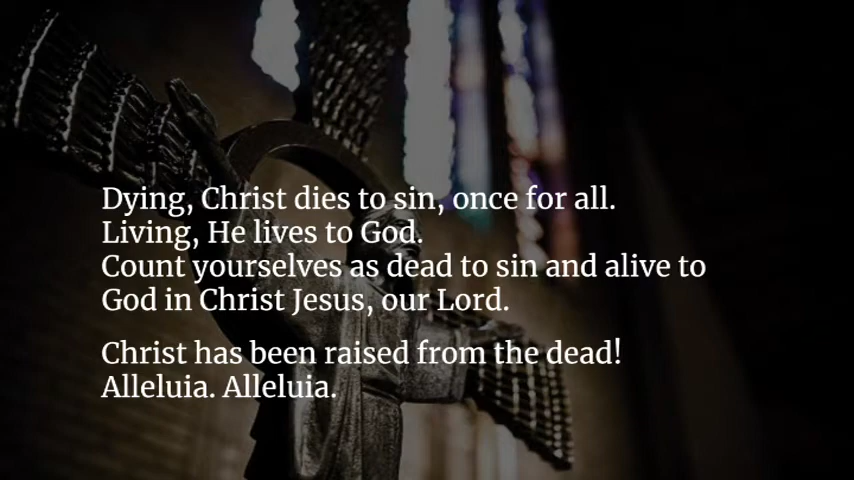 Dying, Christ dies to sin, once for all.
Living, He lives to God.
Count yourselves as dead to sin and alive to
God in Christ Jesus, our Lord.
Christ has been raised from the dead!
Alleluia. Alleluia.